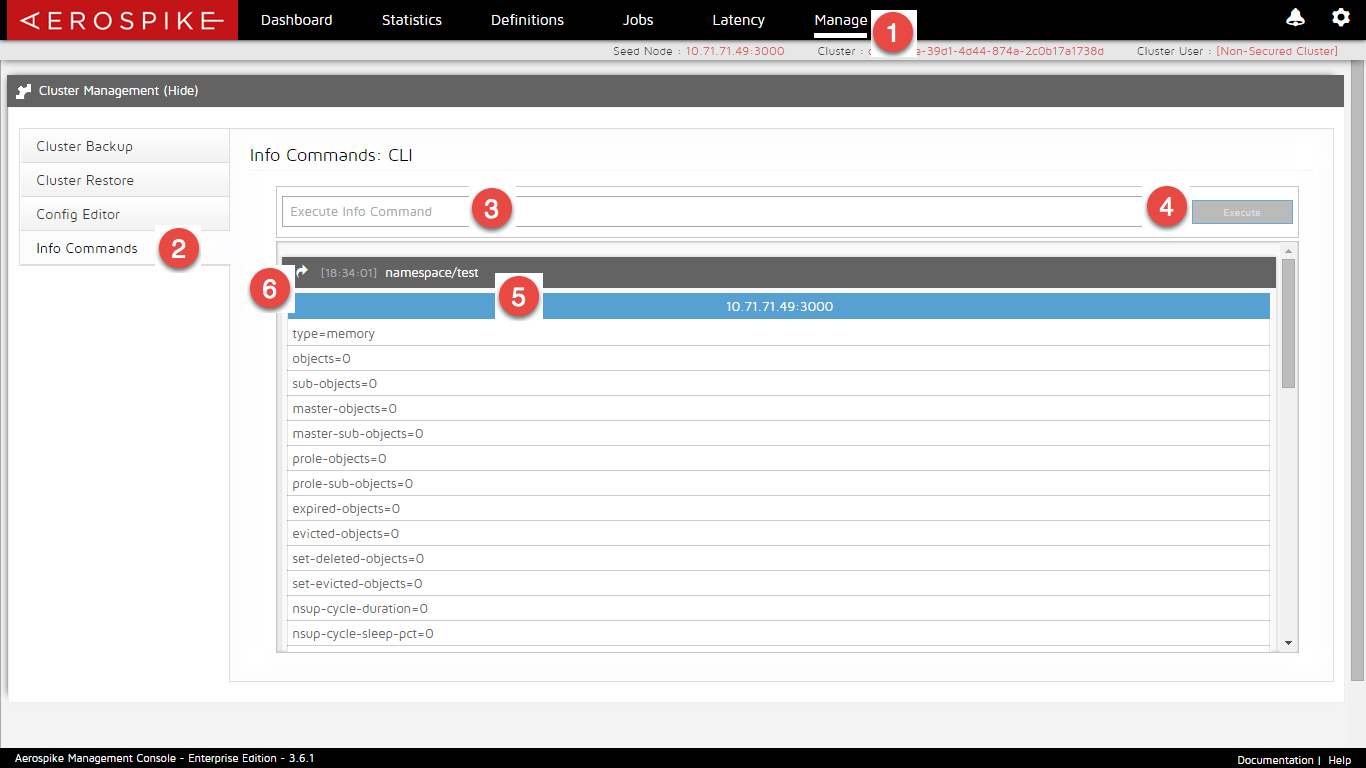 AEROSPIKE Dashboard Statistics Definitions Jobs Latency Manage 1
Seed Node : 10.71.71.49:3000 Cluster : e-39d1-4d44-874a-2c0b17a1738d Cluster User : [Non-Secured Cluster]
Cluster Management (Hide)
Cluster Backup
Cluster Restore
Config Editor
Info Commands 2
Info Commands: CLI
Execute Info Command 3 4 Execute
6 [18:34:01] namespace/test
5 10.71.71.49:3000
type=memory
objects=0
sub-objects=0
master-objects=0
master-sub-objects=0
prole-objects=0
prole-sub-objects=0
expired-objects=0
evicted-objects=0
set-deleted-objects=0
set-evicted-objects=0
nsup-cycle-duration=0
nsup-cycle-sleep-pct=0
Aerospike Management Console - Enterprise Edition - 3.6.1 Documentation | Help